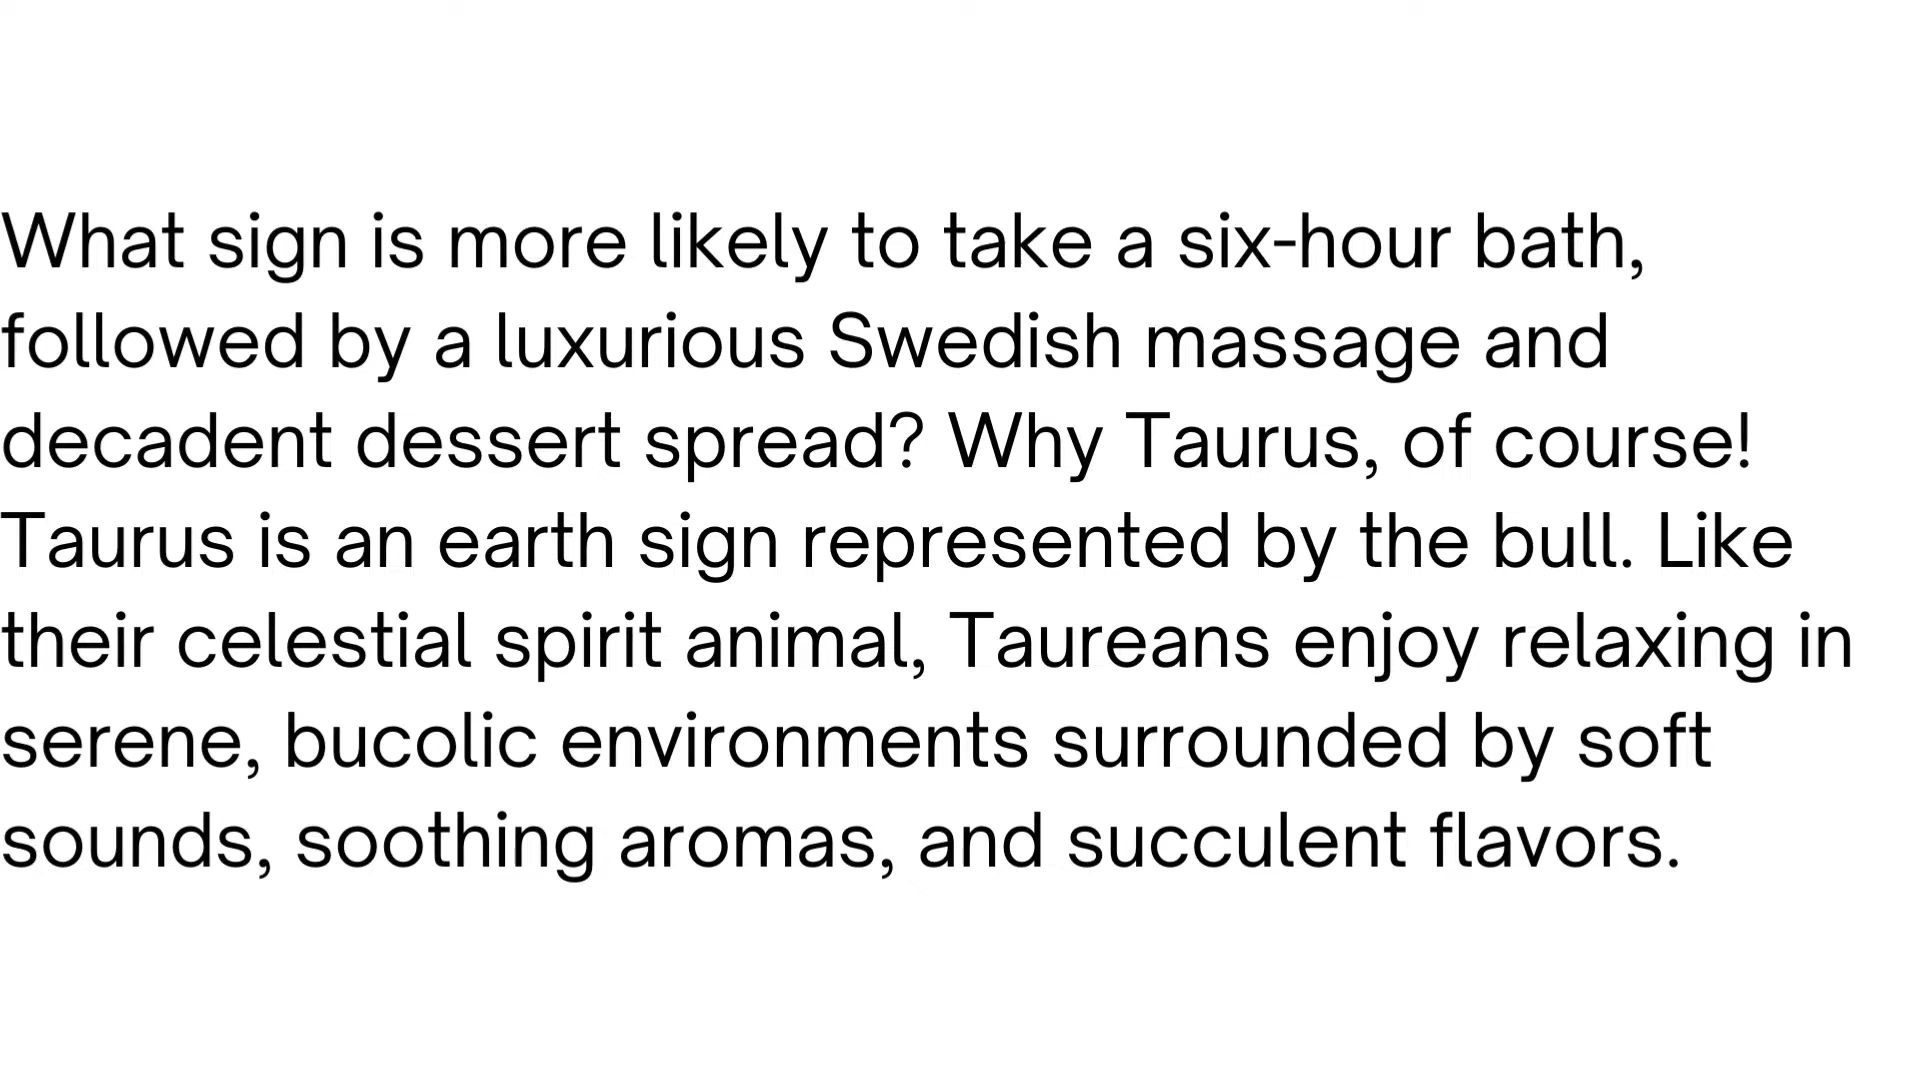 What sign is more likely to take a six-hour bath,
followed by a luxurious Swedish massage and
decadent dessert spread? Why Taurus, of course!
Taurus is an earth sign represented by the bull. Like
their celestial spirit animal, Taureans enjoy relaxing in
serene, bucolic environments surrounded by soft
sounds, soothing aromas, and succulent flavors.